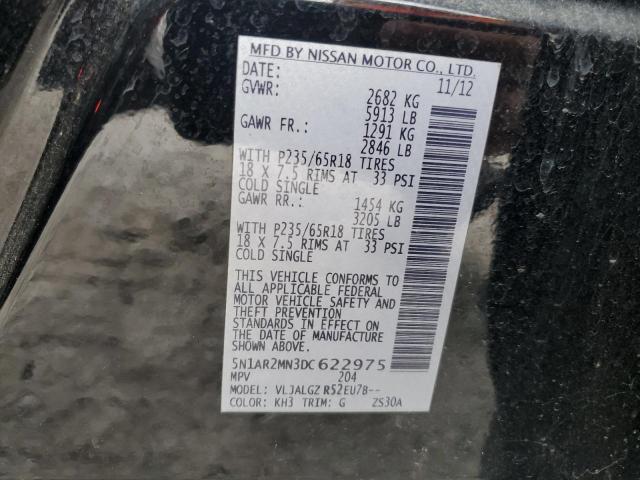 MFD BY NISSAN MOTOR CO., LTD.
DATE: 11/12
GVWR: 2682 KG
5913 LB
GAWR FR.: 1291 KG
2846 LB
WITH P235/65R18 TIRES
18 X 7.5 RIMS AT 33 PSI
COLD SINGLE
GAWR RR.: 1454 KG
3205 LB
WITH P235/65R18 TIRES
18 X 7.5 RIMS AT 33 PSI
COLD SINGLE
THIS VEHICLE CONFORMS TO
ALL APPLICABLE FEDERAL
MOTOR VEHICLE SAFETY AND
THEFT PREVENTION
STANDARDS IN EFFECT ON
THE DATE OF MANUFACTURE
SHOWN ABOVE.
5N1AR2MN3DC622975
MPV 204
MODEL: VLJALGZ R52EU7B--
COLOR: KH3 TRIM: G ZS30A